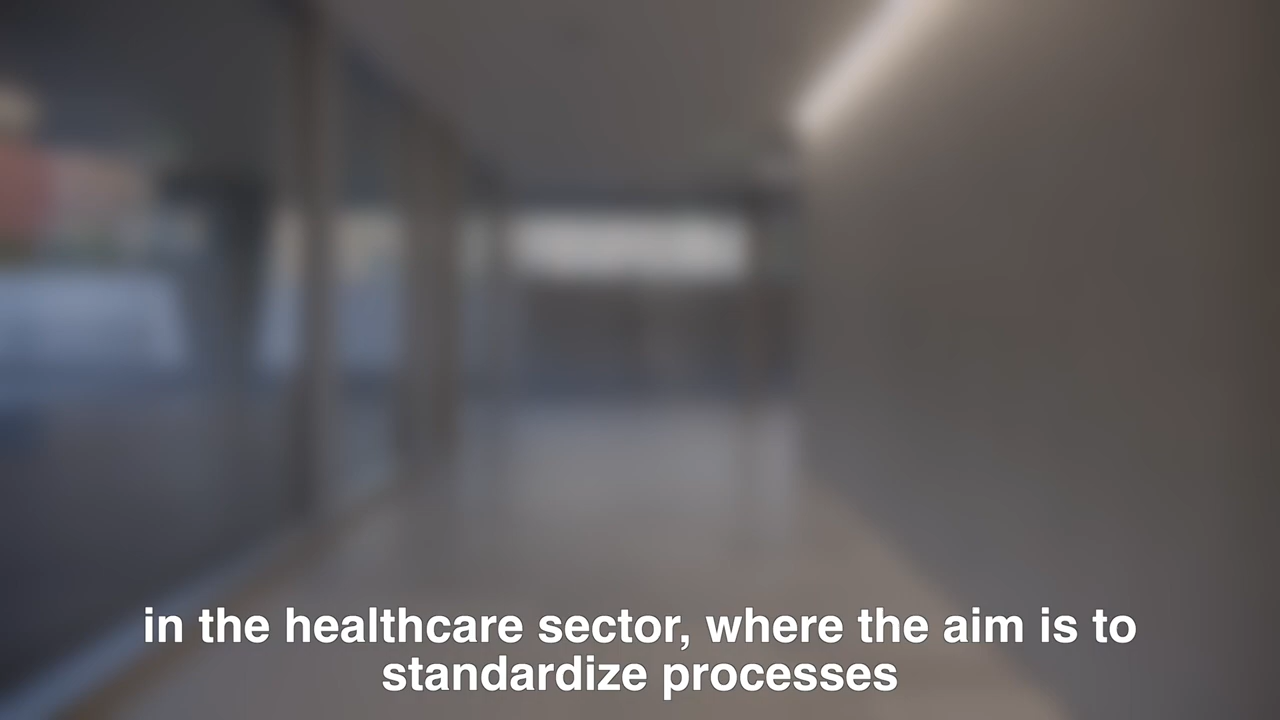 in the healthcare sector, where the aim is to
standardize processes